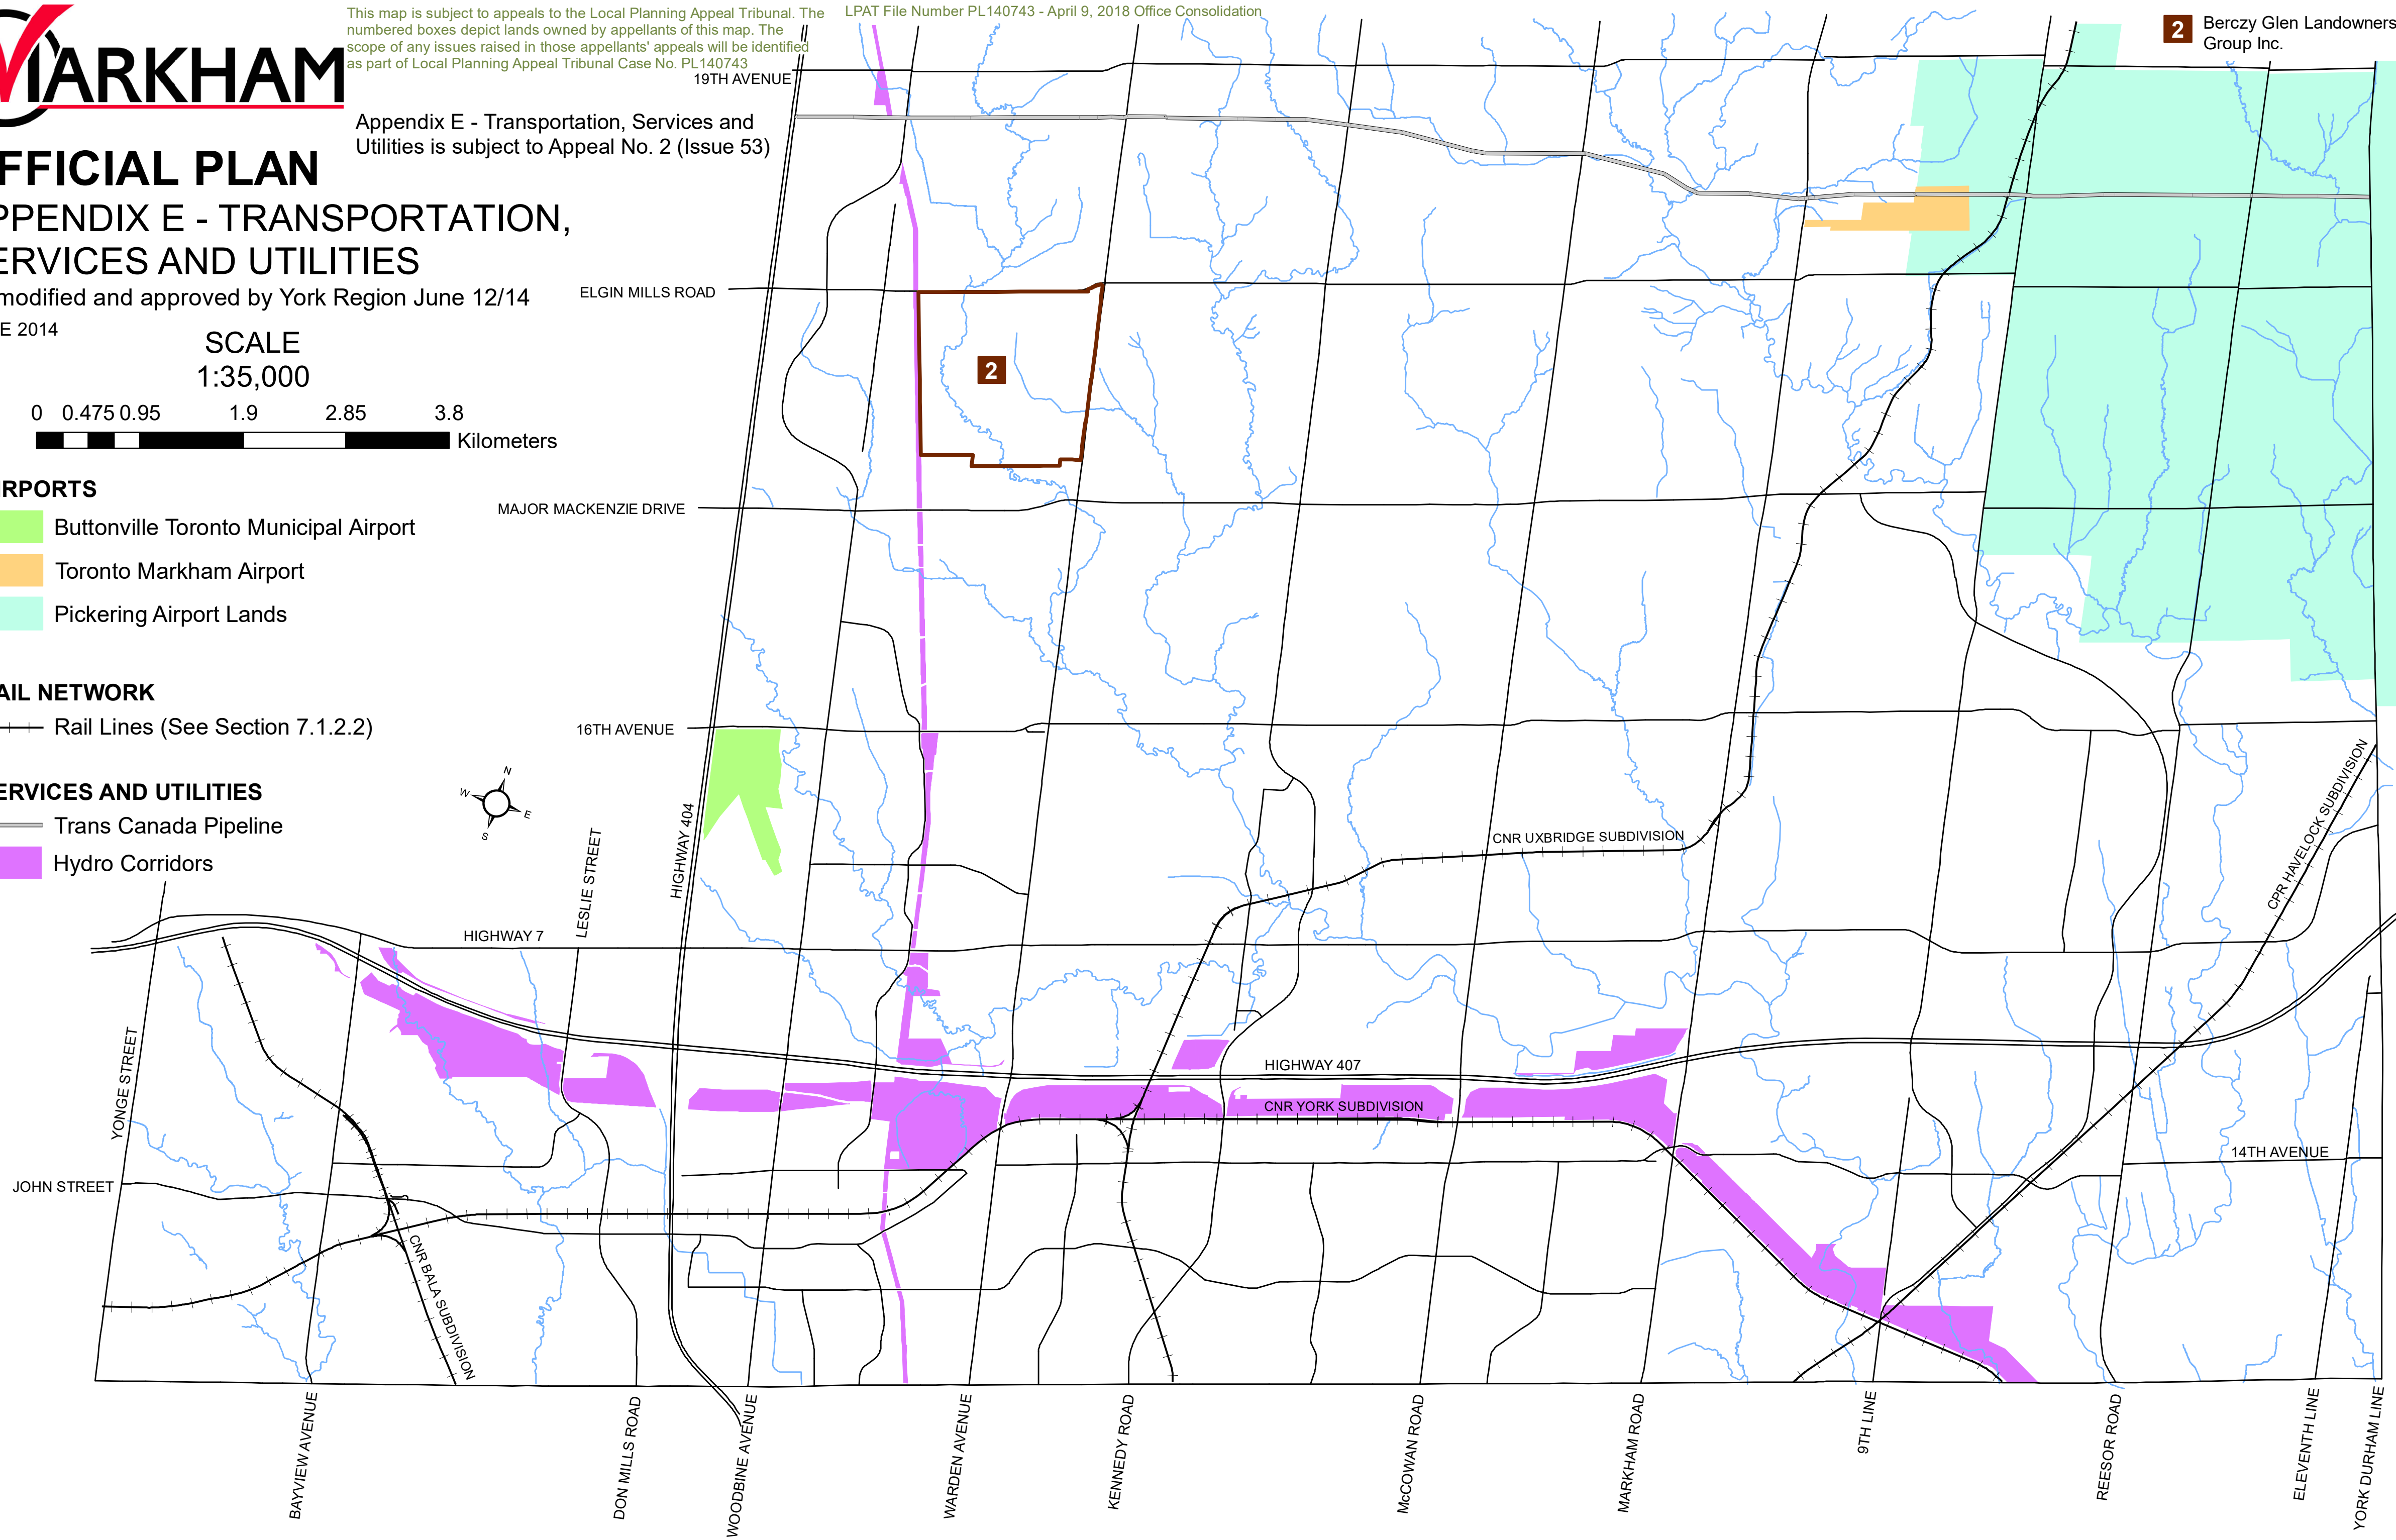 MARKHAM
This map is subject to appeals to the Local Planning Appeal Tribunal. The
numbered boxes depict lands owned by appellants of this map. The
scope of any issues raised in those appellants' appeals will be identified
as part of Local Planning Appeal Tribunal Case No. PL140743
LPAT File Number PL140743 - April 9, 2018 Office Consolidation
2 Berczy Glen Landowners
Group Inc.
19TH AVENUE
Appendix E - Transportation, Services and
Utilities is subject to Appeal No. 2 (Issue 53)
FFICIAL PLAN
PPENDIX E - TRANSPORTATION,
ERVICES AND UTILITIES
modified and approved by York Region June 12/14
E 2014
SCALE
1:35,000
0 0.475 0.95 1.9 2.85 3.8
Kilometers
IRPORTS
Buttonville Toronto Municipal Airport
Toronto Markham Airport
Pickering Airport Lands
AIL NETWORK
Rail Lines (See Section 7.1.2.2)
ERVICES AND UTILITIES
Trans Canada Pipeline
Hydro Corridors
N
W
E
S
ELGIN MILLS ROAD
2
MAJOR MACKENZIE DRIVE
16TH AVENUE
HIGHWAY 404
LESLIE STREET
HIGHWAY 7
CNR UXBRIDGE SUBDIVISION
CPR HAVELOCK SUBDIVISION
YONGE STREET
HIGHWAY 407
CNR YORK SUBDIVISION
14TH AVENUE
JOHN STREET
CNR BALA SUBDIVISION
BAYVIEW AVENUE
DON MILLS ROAD
WOODBINE AVENUE
WARDEN AVENUE
KENNEDY ROAD
McCOWAN ROAD
MARKHAM ROAD
9TH LINE
REESOR ROAD
ELEVENTH LINE
YORK DURHAM LINE